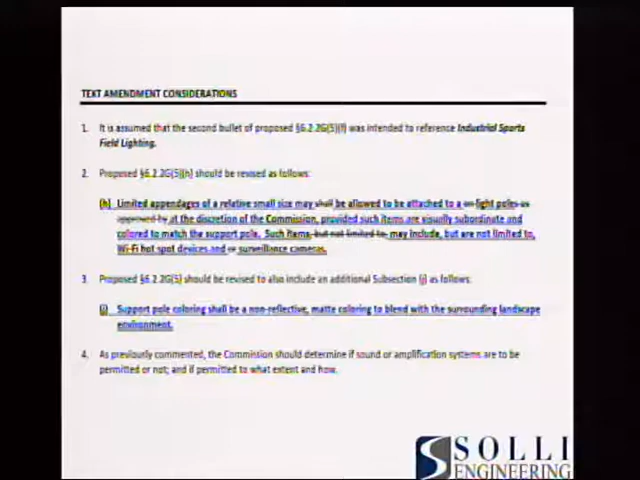 TEXT AMENDMENT CONSIDERATIONS
1. It is assumed that the second bullet of proposed §6.2.2G(5)(f) was intended to reference Industrial Sports
Field Lighting.
2. Proposed §6.2.2G(5)(h) should be revised as follows:
(h) Limited appendages of a relative small size may shall be allowed to be attached to a on light poles as
approved by at the discretion of the Commission, provided such items are visually subordinate and
colored to match the support pole. Such items, but not limited to, may include, but are not limited to,
Wi-Fi hot spot devices and or surveillance cameras.
3. Proposed §6.2.2G(5) should be revised to also include an additional Subsection (j) as follows:
(j) Support pole coloring shall be a non-reflective, matte coloring to blend with the surrounding landscape
environment.
4. As previously commented, the Commission should determine if sound or amplification systems are to be
permitted or not; and if permitted to what extent and how.
SOLLI
ENGINEERING